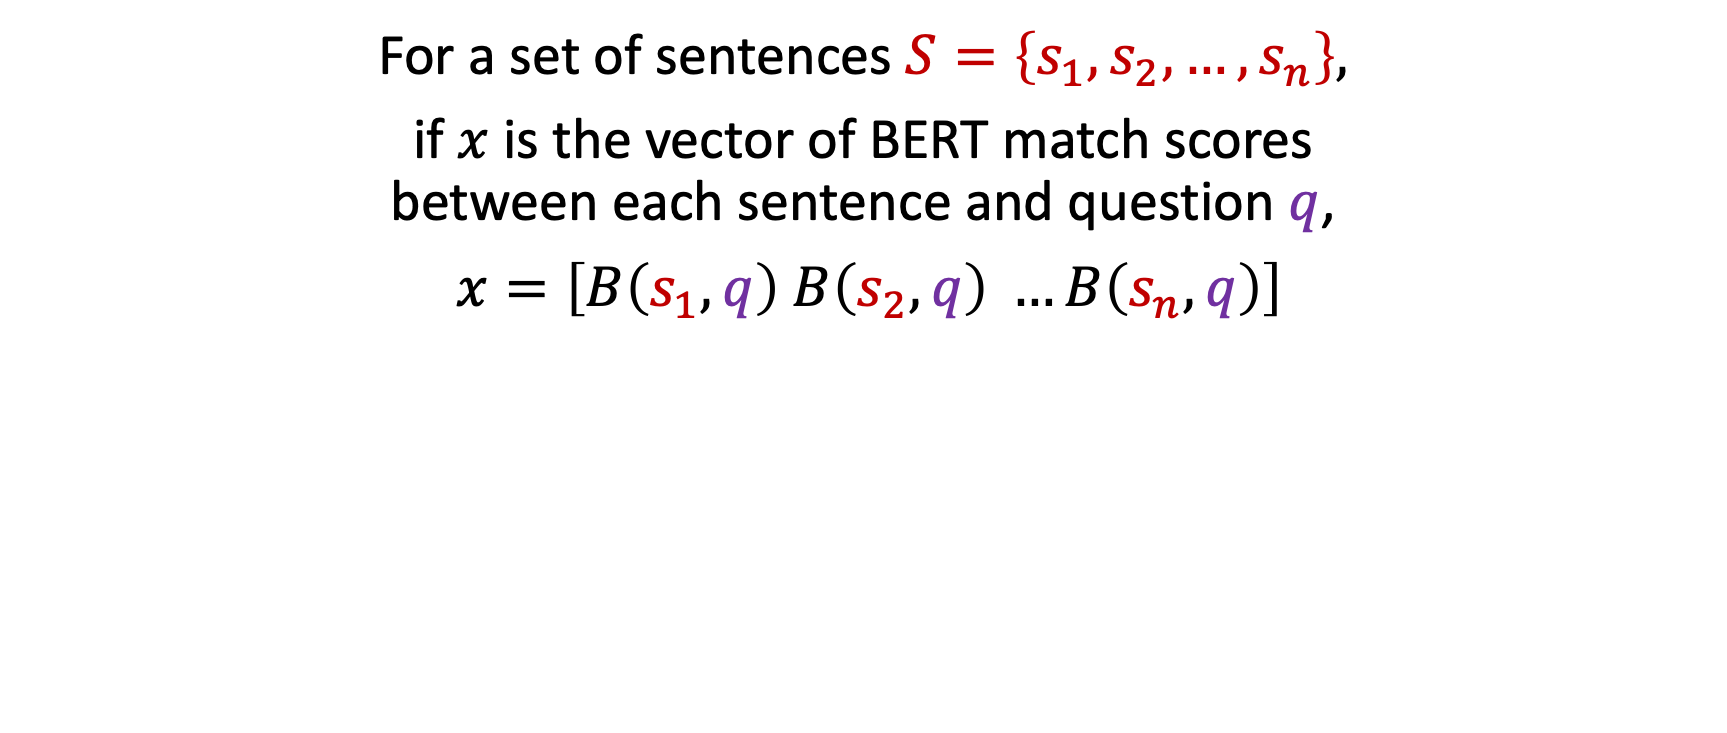 For a set of sentences S = {s₁, s₂, … , sₙ},
if x is the vector of BERT match scores
between each sentence and question q,
x = [B(s₁, q) B(s₂, q) … B(sₙ, q)]